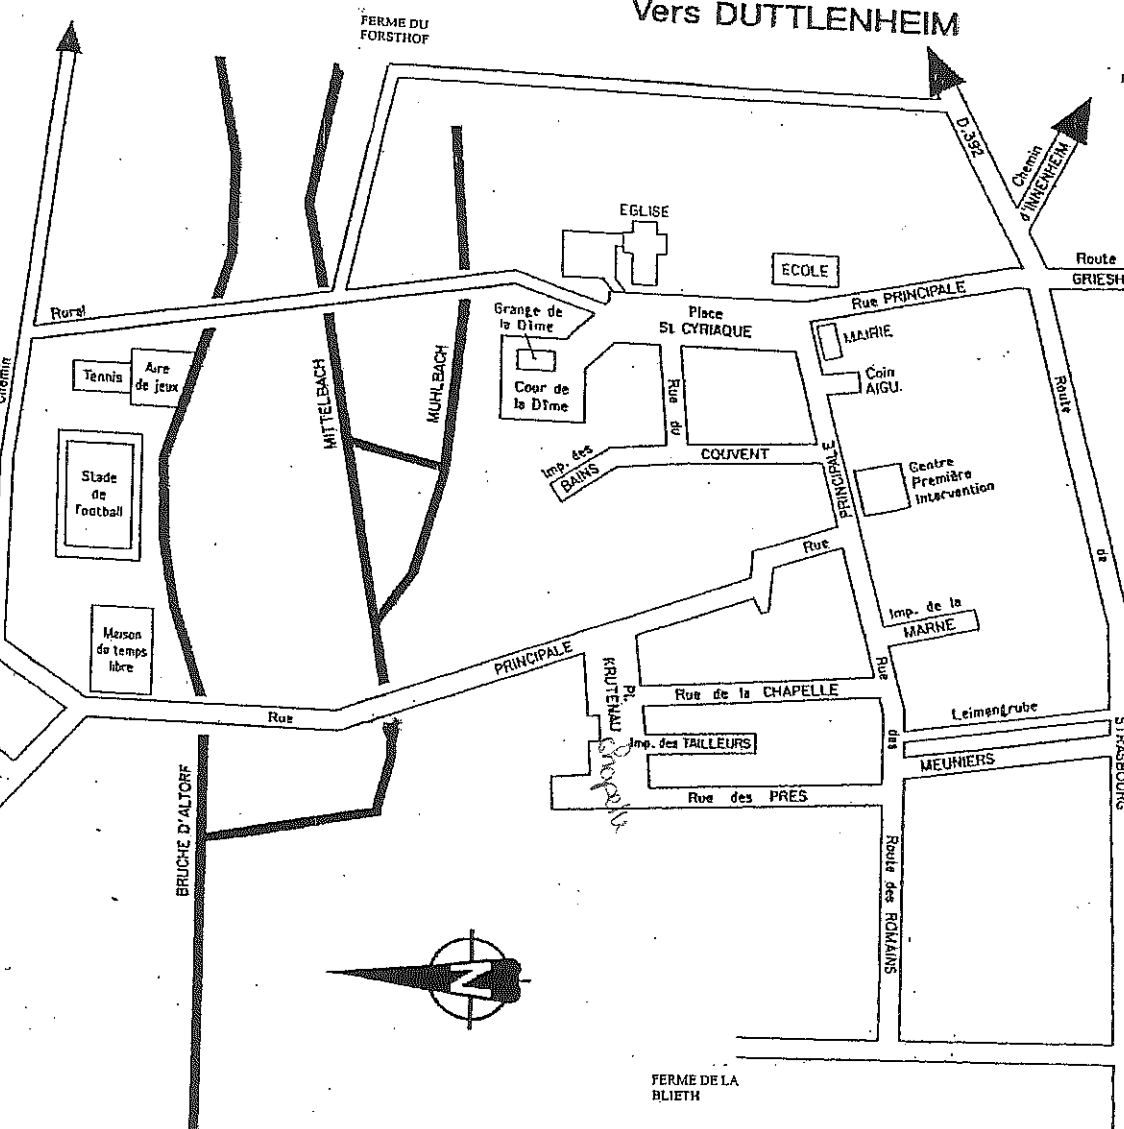 Vers DUTTLENHEIM
FERME DU
FORSTHOF
D.392
Chemin
d'INNENHEIM
EGLISE
ECOLE
Route
GRIESH
Rue PRINCIPALE
Rural
Grange de
la Dîme
Place
St. CYRIAQUE
MAIRIE
Tennis
Aire
de jeux
Cour de
la Dîme
Coin
AIGU.
Chemin
MITTELBACH
MUHLBACH
Rue du
COUVENT
Imp. des
BAINS
PRINCIPALE
Route
de
STRASBOURG
Stade
de
Football
Centre
Première
Intervention
Rue
Imp. de la
MARNE
Maison
du temps
libre
PRINCIPALE
Rue
Pl.
KRUTENAU
Rue de la CHAPELLE
Rue
des
MEUNIERS
Leimengrube
Imp. des TAILLEURS
Rue des PRES
BRUCHE D'ALTORF
Route des ROMAINS
N
FERME DE LA
BLIETH